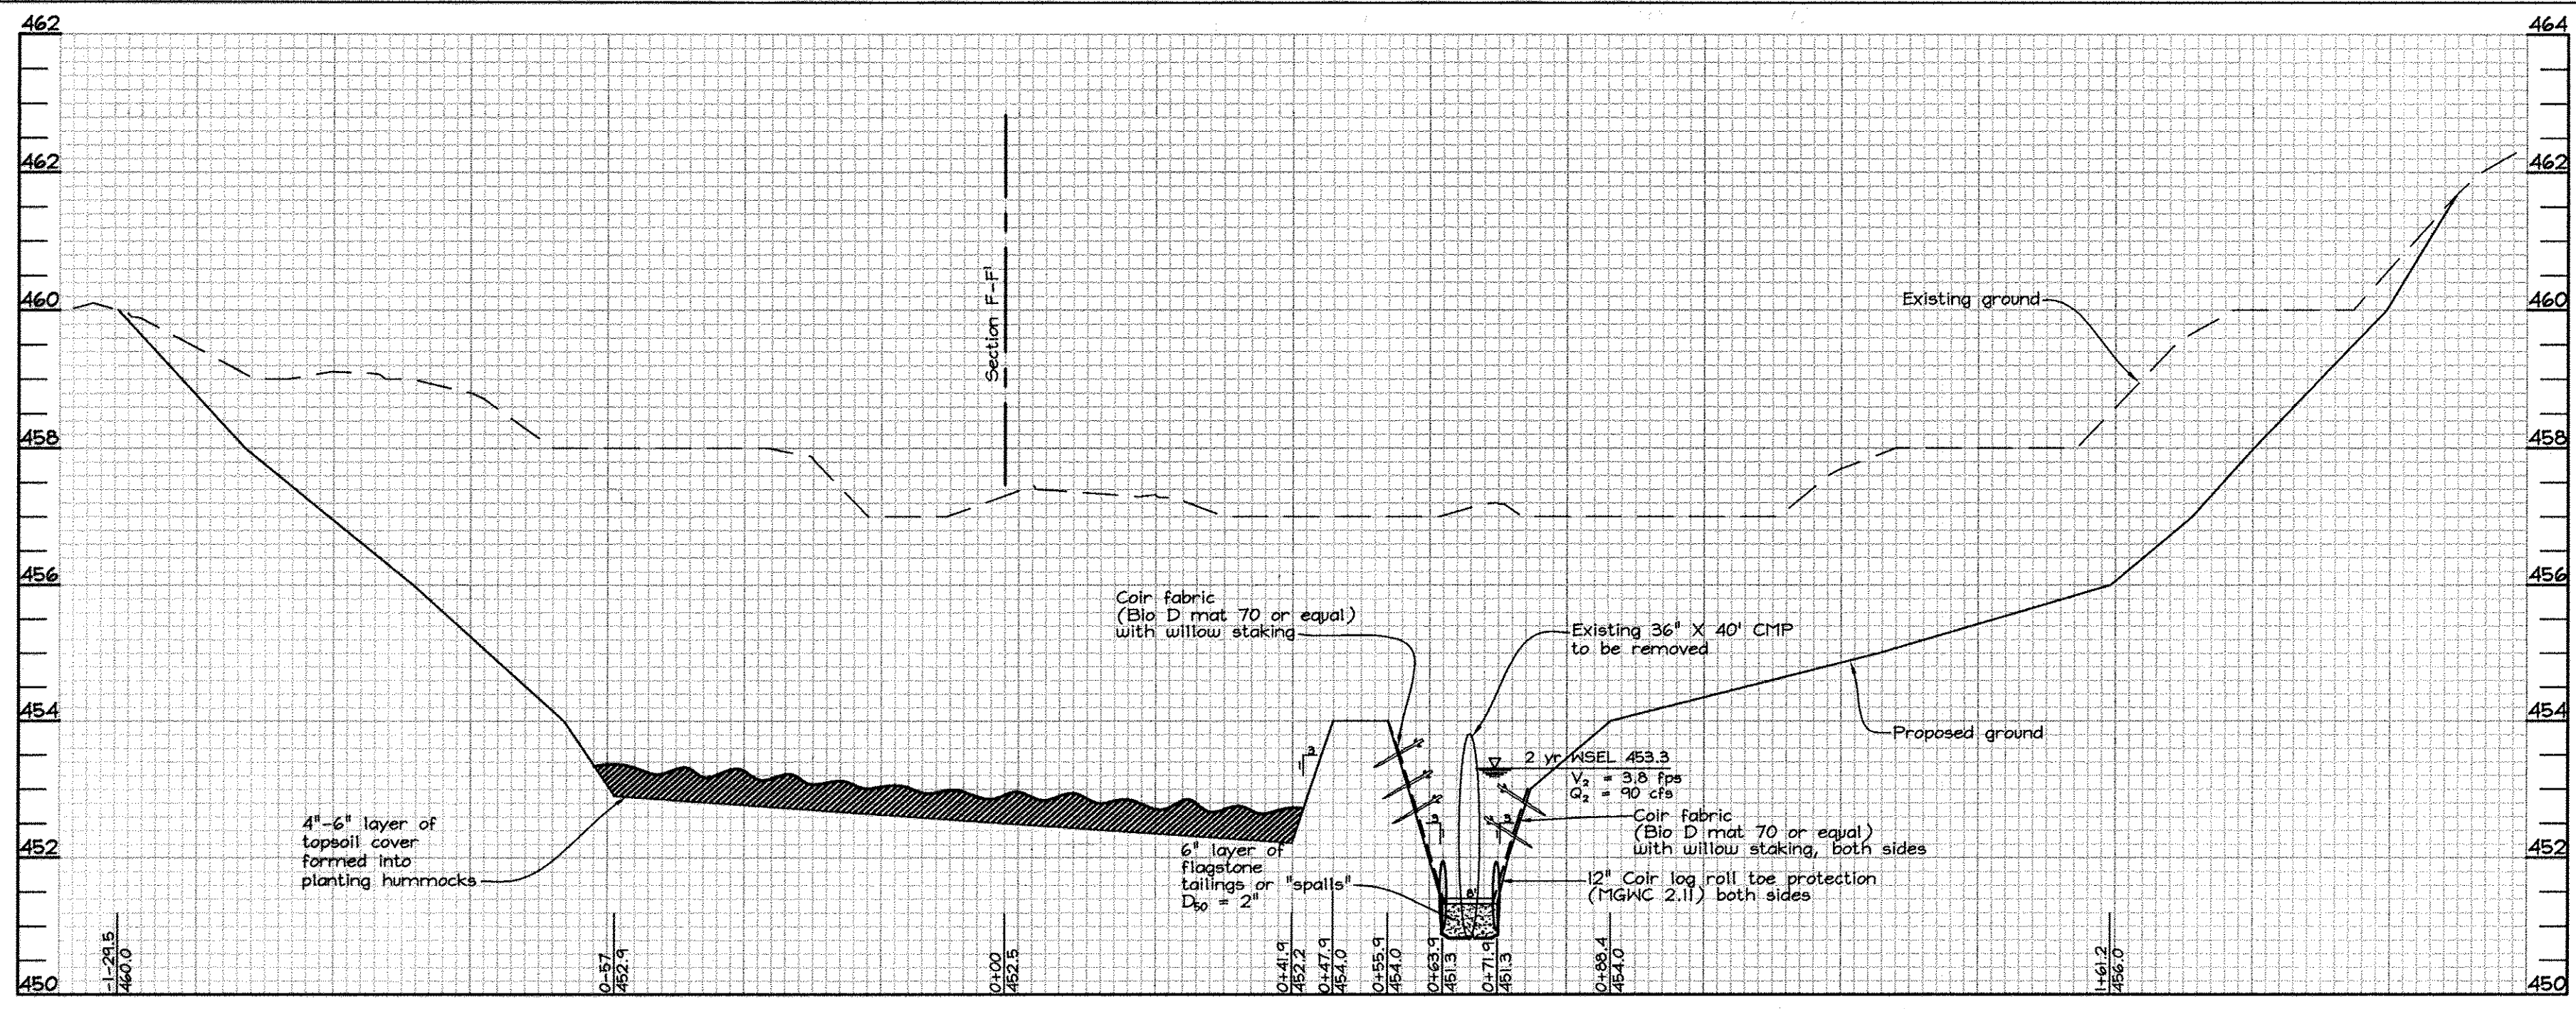 462
464
462
462
460
460
458
458
456
456
454
454
452
452
450
450
Section F-F'
Existing ground
Coir fabric
(Bio D mat 70 or equal)
with willow staking
Existing 36" X 40' CMP
to be removed
Proposed ground
2 yr WSEL 453.3
V2 = 3.8 fps
Q2 = 90 cfs
3
1
3
1
3
1
Coir fabric
(Bio D mat 70 or equal)
with willow staking, both sides
4"-6" layer of
topsoil cover
formed into
planting hummocks
6" layer of
flagstone
tailings or "spalls"
D50 = 2"
8'
12" Coir log roll toe protection
(MGWC 2.11) both sides
-1-29.5
460.0
0-57
452.9
0+00
452.5
0+41.9
452.2
0+47.9
454.0
0+55.9
454.0
0+63.9
451.3
0+71.9
451.3
0+88.4
454.0
1+61.2
456.0